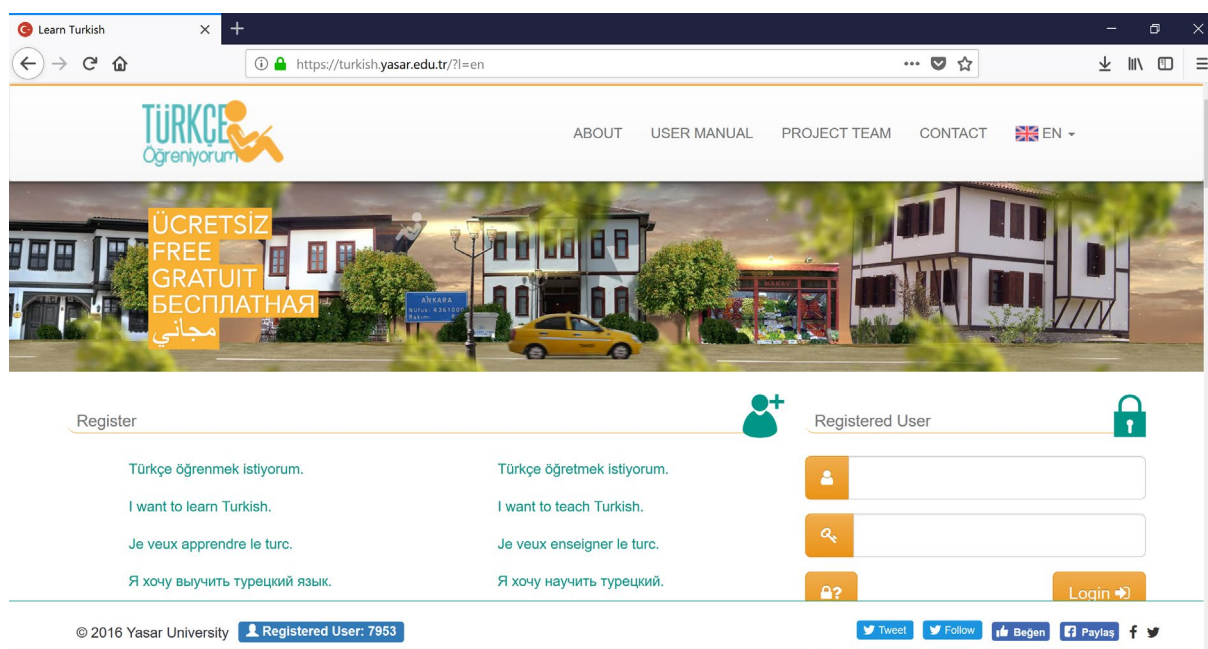 Learn Turkish
https://turkish.yasar.edu.tr/?l=en
TÜRKÇE
Öğreniyorum
ABOUT USER MANUAL PROJECT TEAM CONTACT EN
ÜCRETSİZ
FREE
GRATUIT
БЕСПЛАТНАЯ
مجاني
ANKARA
Register
Registered User
Türkçe öğrenmek istiyorum. Türkçe öğretmek istiyorum.
I want to learn Turkish. I want to teach Turkish.
Je veux apprendre le turc. Je veux enseigner le turc.
Я хочу выучить турецкий язык. Я хочу научить турецкий.
?
Login
© 2016 Yasar University Registered User: 7953 Tweet Follow Beğen Paylaş